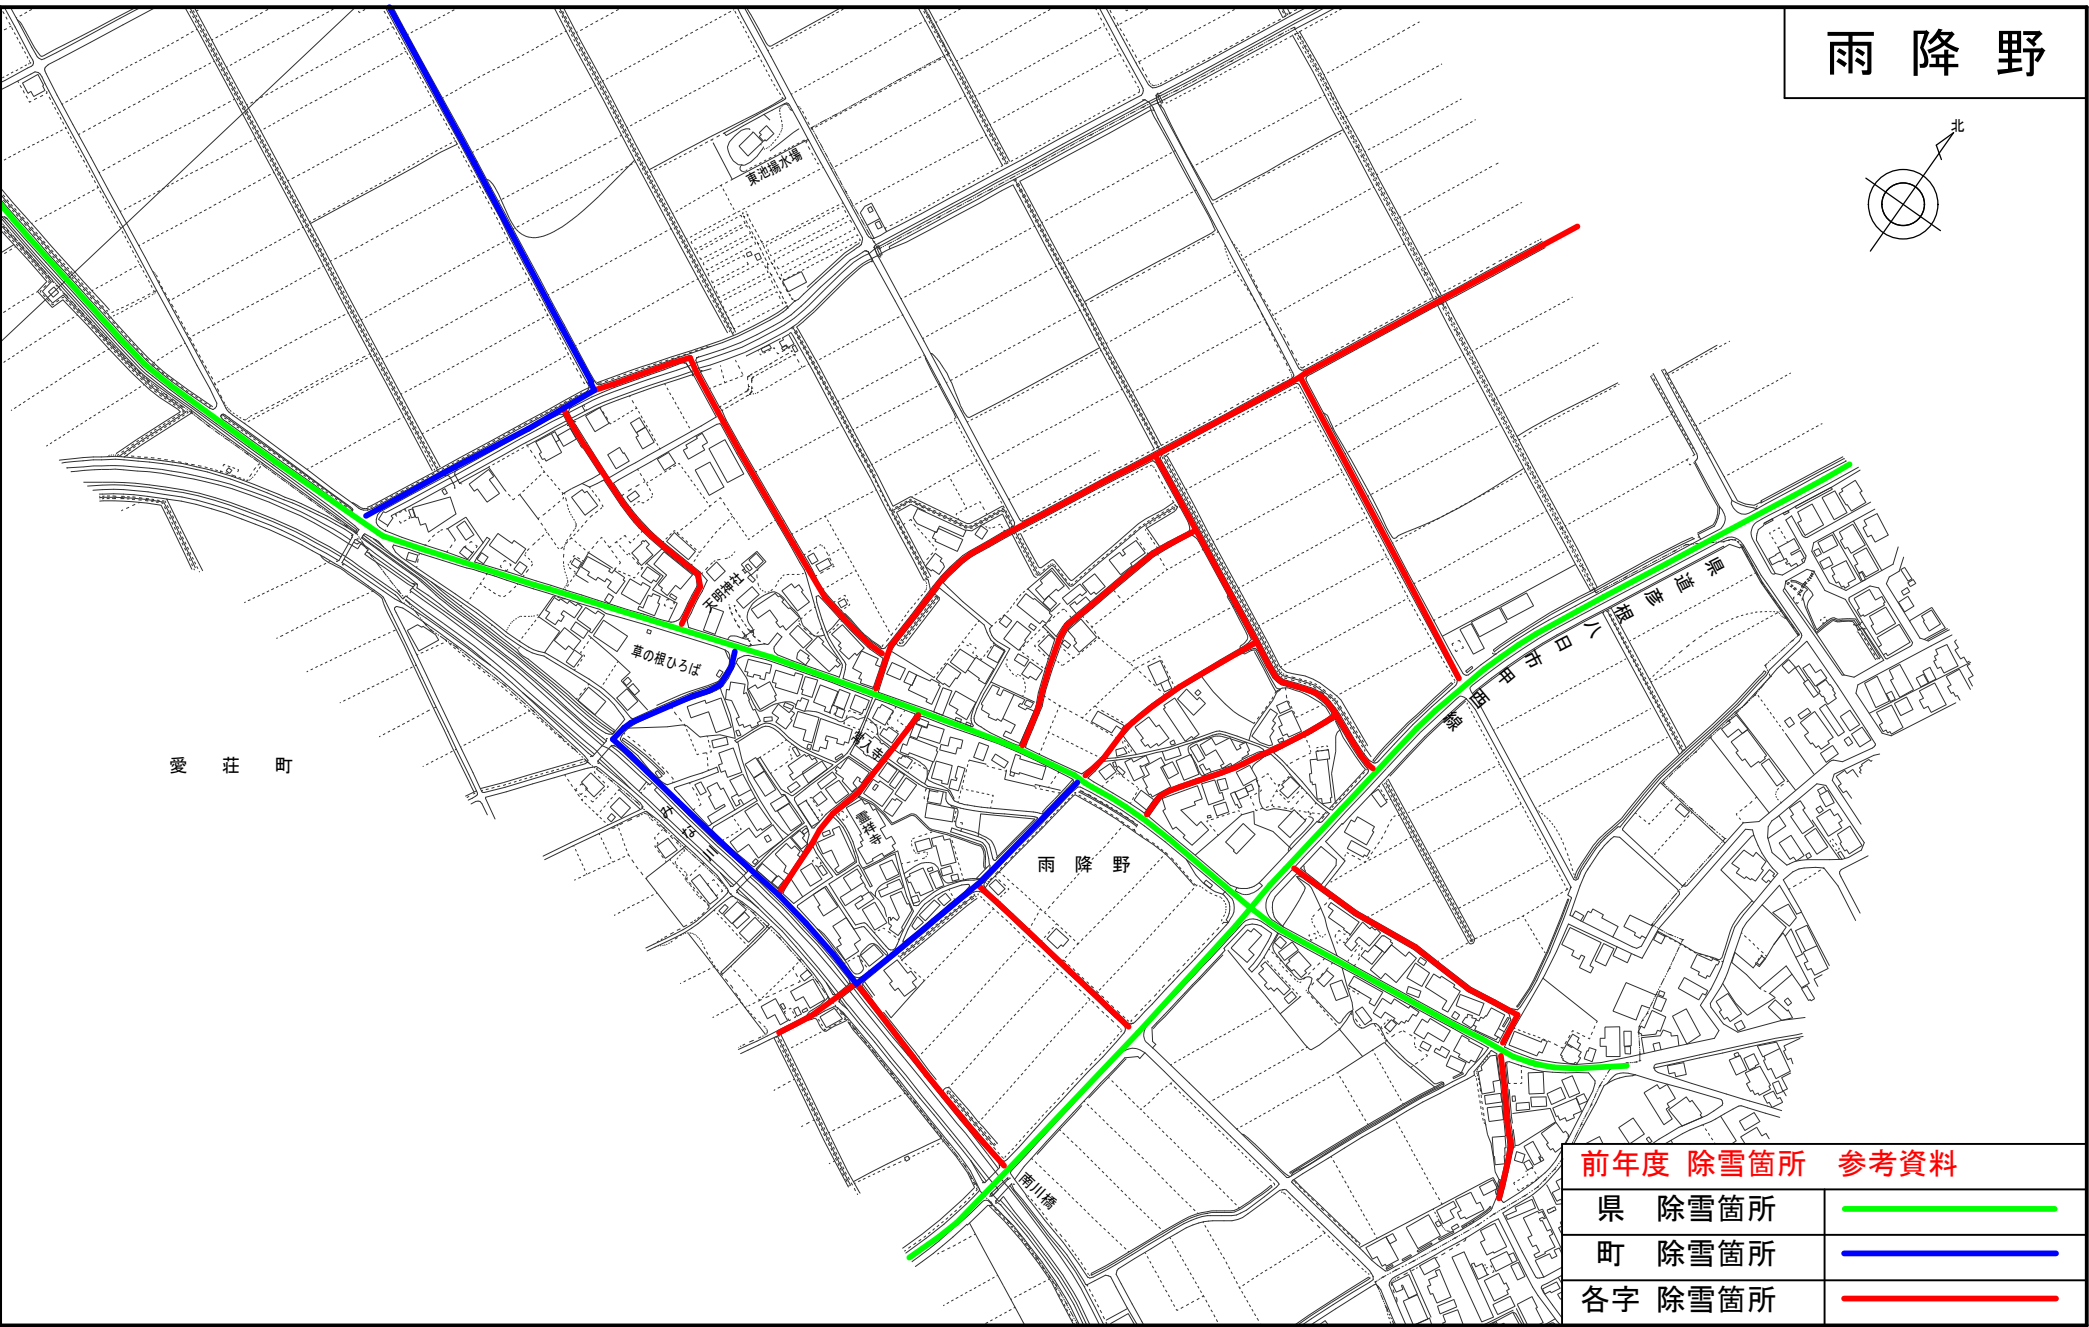 雨降野
北
東池揚水場
天明神社
草の根ひろば
県道彦根八日市甲西線
愛荘町
霊祥寺
雨降野
南川橋
前年度 除雪箇所 参考資料
県 除雪箇所
町 除雪箇所
各字 除雪箇所